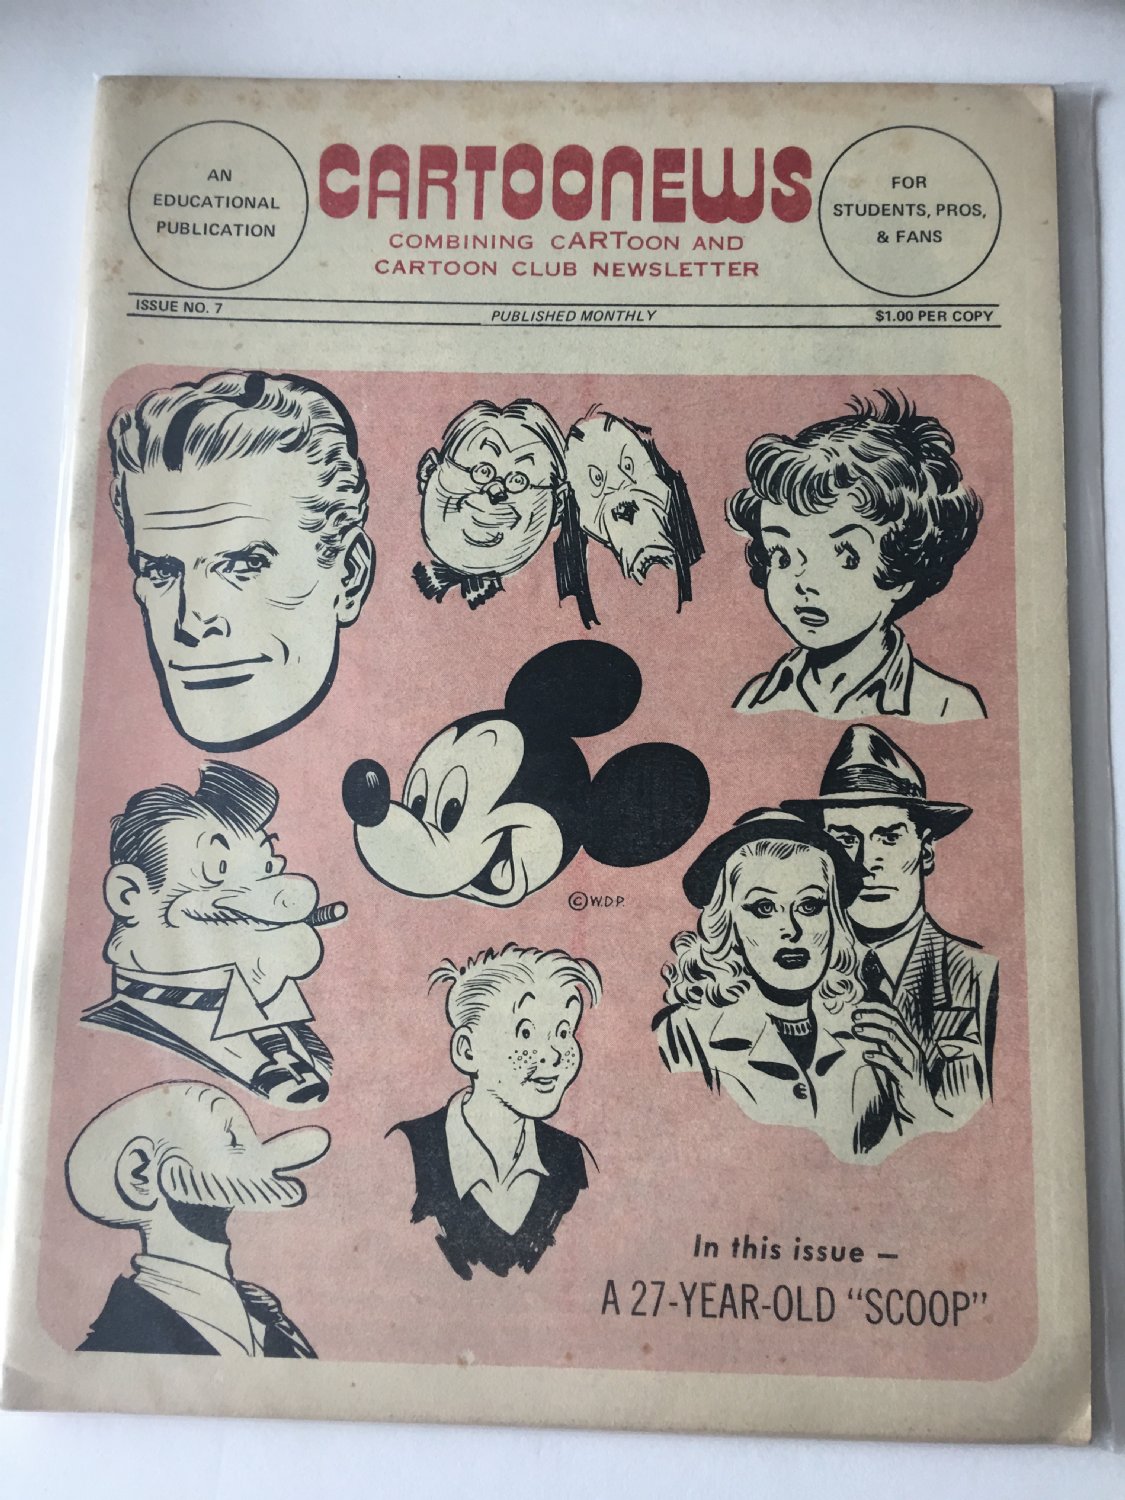 AN
EDUCATIONAL
PUBLICATION
CARTOONEWS
COMBINING cARToon AND
CARTOON CLUB NEWSLETTER
FOR
STUDENTS, PROS,
& FANS
ISSUE NO. 7
PUBLISHED MONTHLY
$1.00 PER COPY
© W.D.P.
In this issue —
A 27-YEAR-OLD “SCOOP”